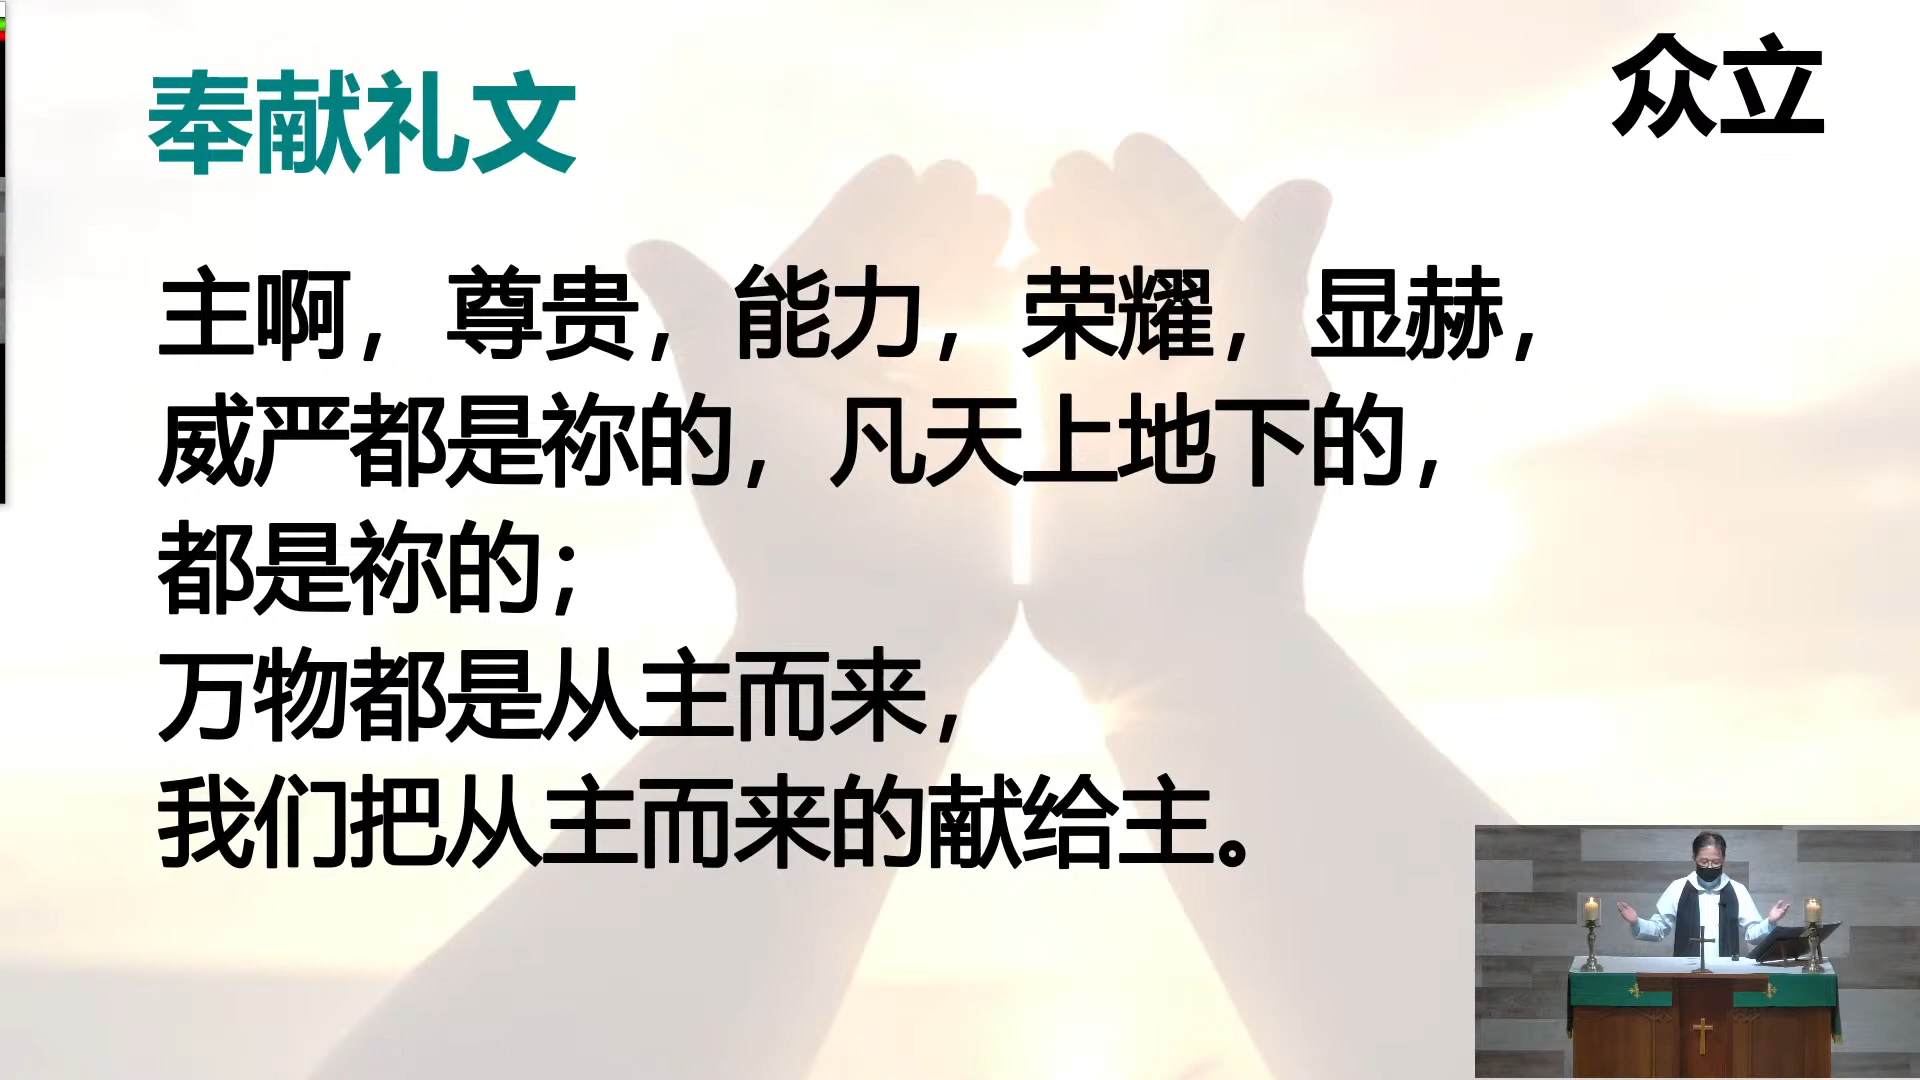 奉献礼文
众立
主啊，尊贵，能力，荣耀，显赫，
威严都是祢的，凡天上地下的，
都是祢的；
万物都是从主而来，
我们把从主而来的献给主。